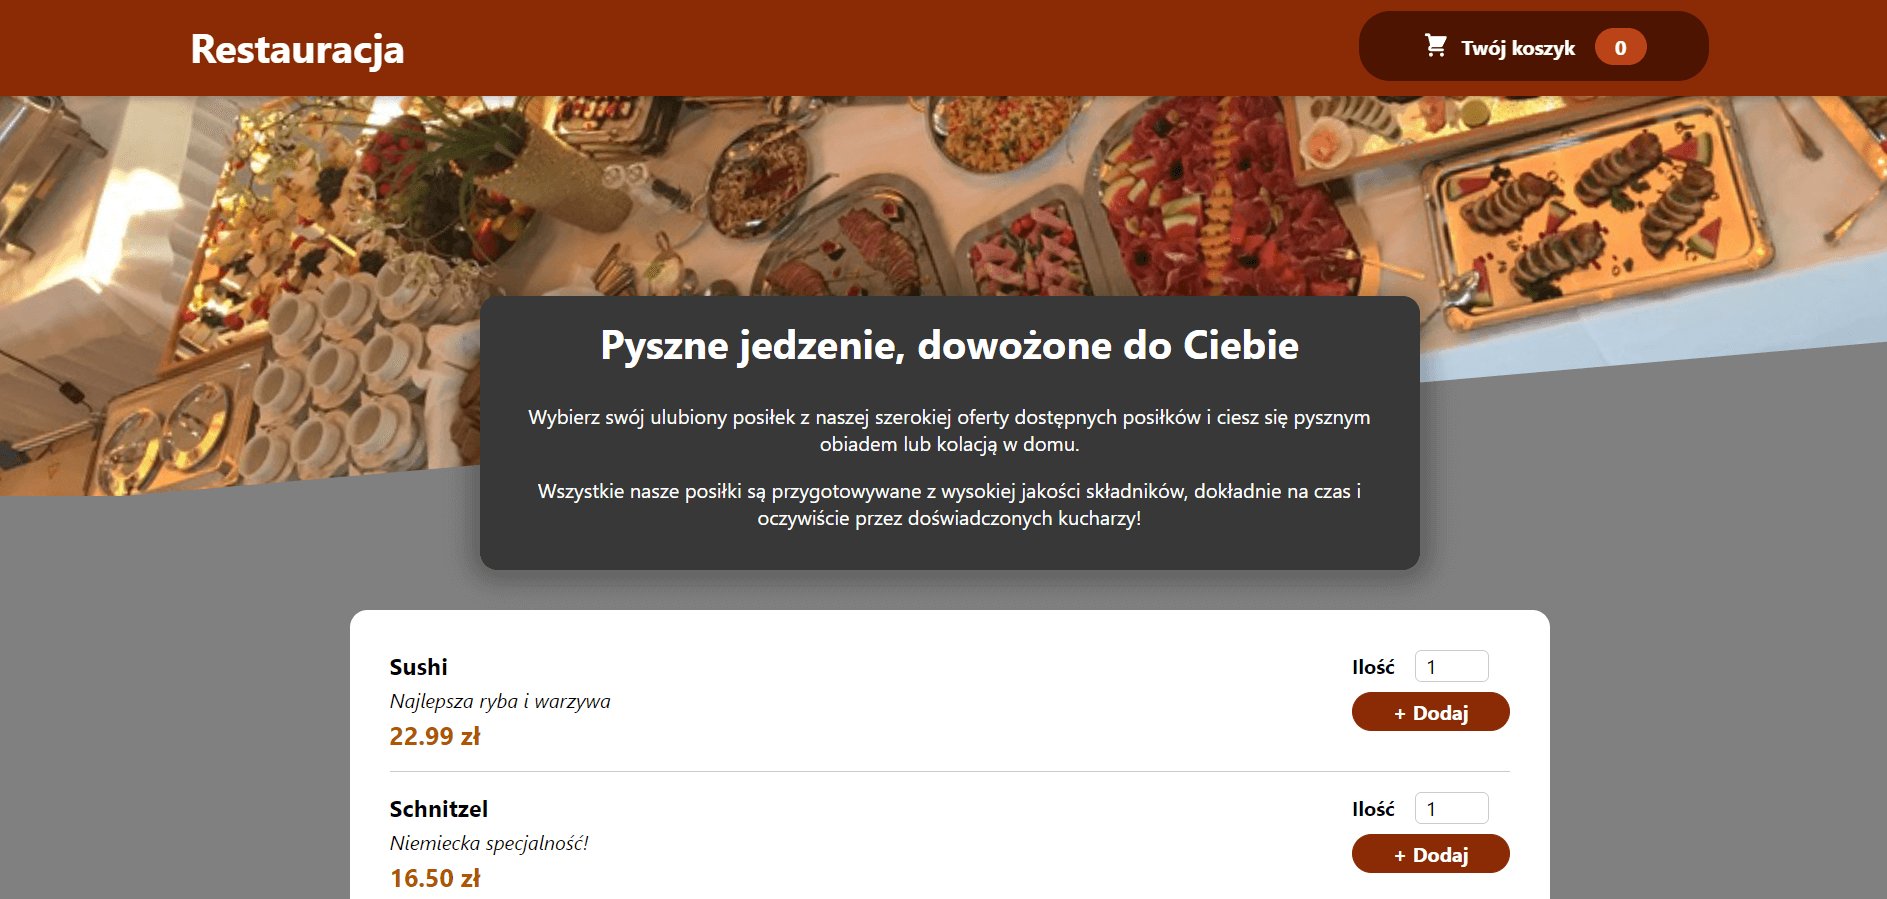 Restauracja
Twój koszyk 0
Pyszne jedzenie, dowożone do Ciebie
Wybierz swój ulubiony posiłek z naszej szerokiej oferty dostępnych posiłków i ciesz się pysznym
obiadem lub kolacją w domu.
Wszystkie nasze posiłki są przygotowywane z wysokiej jakości składników, dokładnie na czas i
oczywiście przez doświadczonych kucharzy!
Sushi
Najlepsza ryba i warzywa
22.99 zł
Ilość 1
+ Dodaj
Schnitzel
Niemiecka specjalność!
16.50 zł
Ilość 1
+ Dodaj